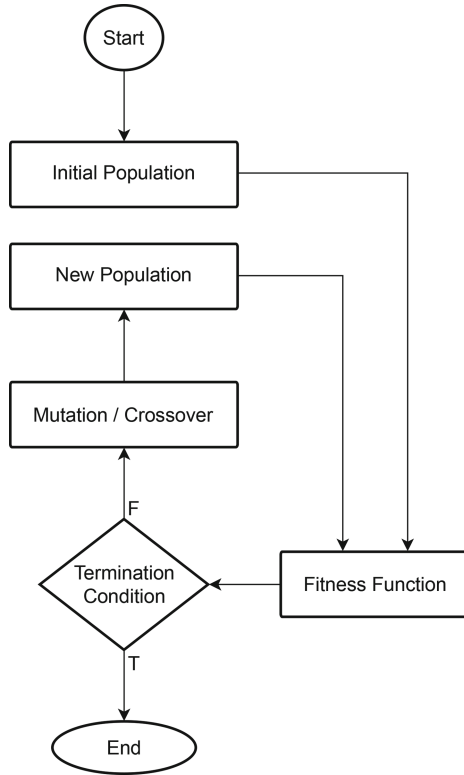 Start
Initial Population
New Population
Mutation / Crossover
F
Termination
Condition
Fitness Function
T
End